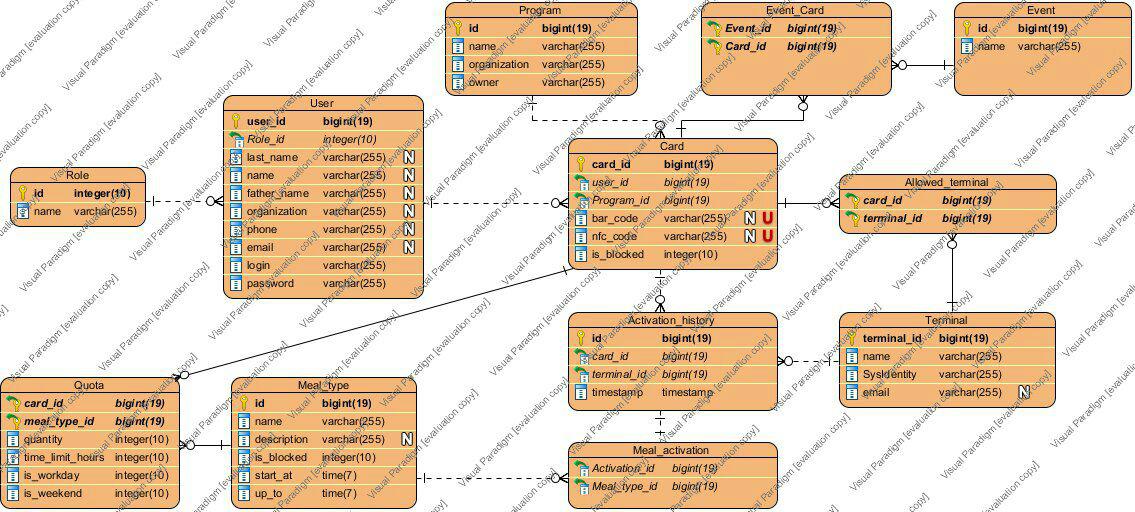 Program
id bigint(19)
name varchar(255)
organization varchar(255)
owner varchar(255)
Event_Card
Event_id bigint(19)
Card_id bigint(19)
Event
id bigint(19)
name varchar(255)
User
user_id bigint(19)
Role_id integer(10)
last_name varchar(255) N
name varchar(255) N
father_name varchar(255) N
organization varchar(255) N
phone varchar(255) N
email varchar(255) N
login varchar(255)
password varchar(255)
Role
id integer(10)
name varchar(255)
Card
card_id bigint(19)
user_id bigint(19)
Program_id bigint(19)
bar_code varchar(255) N U
nfc_code varchar(255) N U
is_blocked integer(10)
Allowed_terminal
card_id bigint(19)
terminal_id bigint(19)
Activation_history
id bigint(19)
card_id bigint(19)
terminal_id bigint(19)
timestamp timestamp
Terminal
terminal_id bigint(19)
name varchar(255)
SysIdentity varchar(255)
email varchar(255) N
Quota
card_id bigint(19)
meal_type_id bigint(19)
quantity integer(10)
time_limit_hours integer(10)
is_workday integer(10)
is_weekend integer(10)
Meal_type
id bigint(19)
name varchar(255)
description varchar(255) N
is_blocked integer(10)
start_at time(7)
up_to time(7)
Meal_activation
Activation_id bigint(19)
Meal_type_id bigint(19)
Visual Paradigm [evaluation copy]